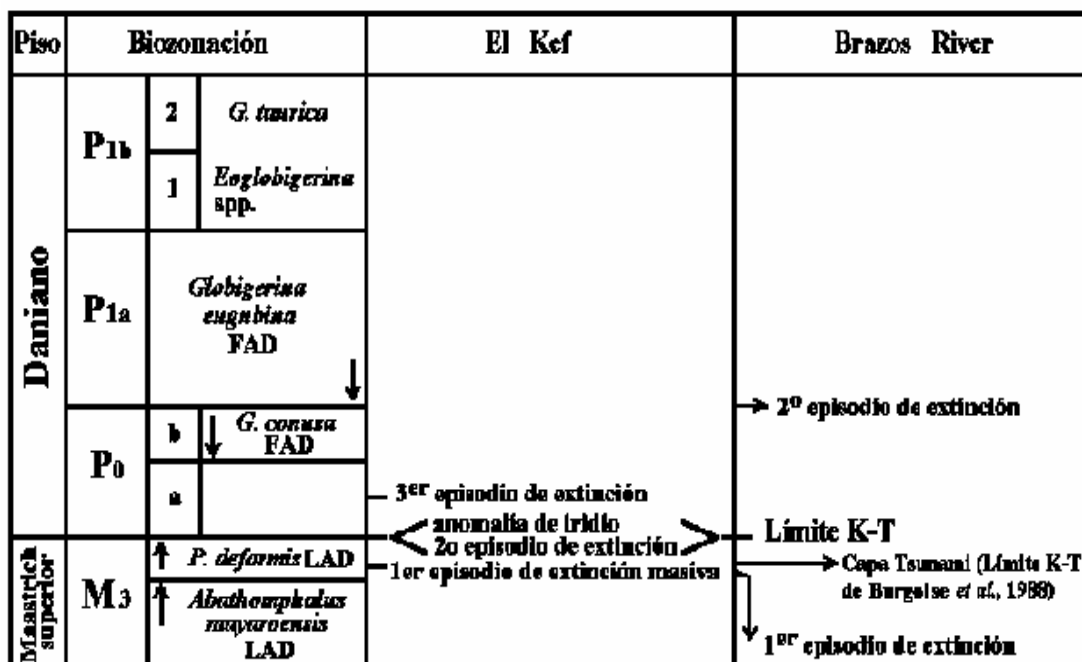 Piso Biozonación El Kef Brazos River
Daniano
P1b
2 G. taurica
1 Eoglobigerina
spp.
P1a
Globigerina
eugubina
FAD
P0
b G. conusa
FAD
a
3er episodio de extinción
anomalía de iridio
2o episodio de extinción
1er episodio de extinción masiva
2º episodio de extinción
Límite K-T
Capa Tsunami (Límite K-T
de Burgoise et al., 1988)
1er episodio de extinción
Maastrich
superior
M3
P. deformis LAD
Abathomphalus
mayaroensis
LAD